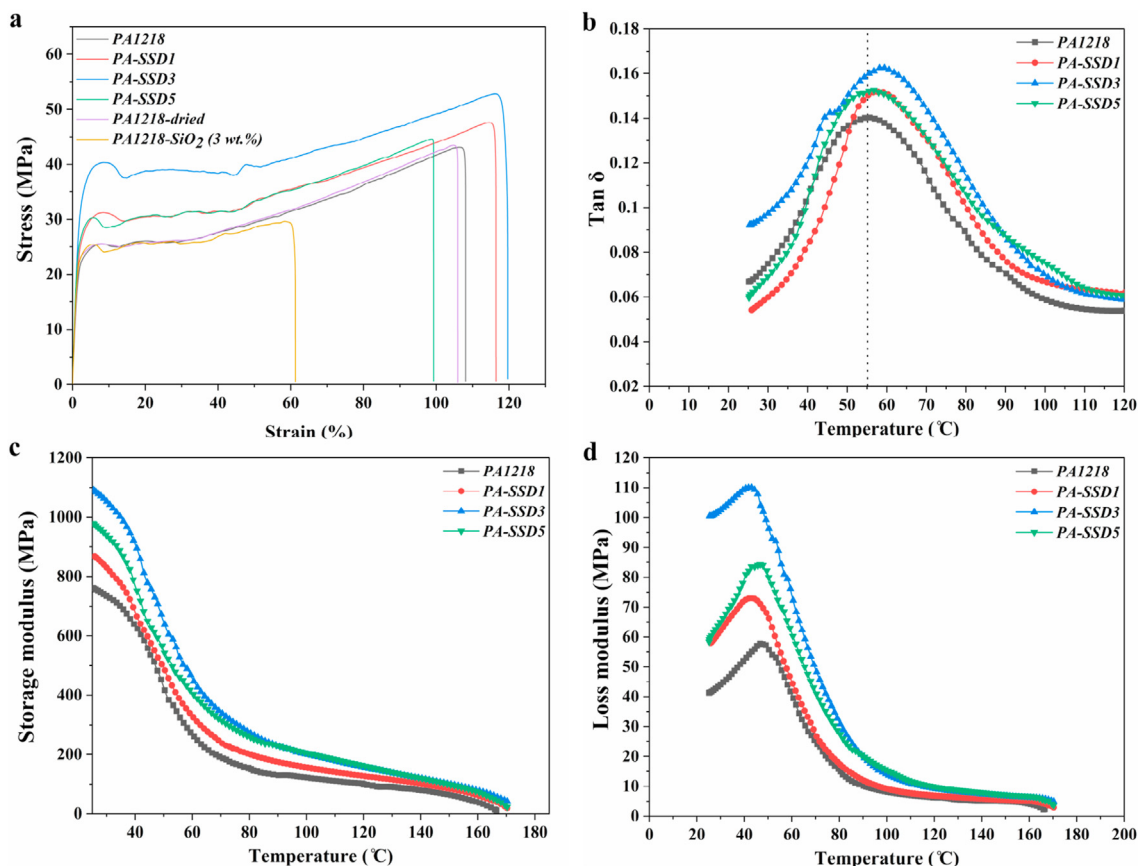 a
PA1218
PA-SSD1
PA-SSD3
PA-SSD5
PA1218-dried
PA1218-SiO2 (3 wt.%)
60
50
40
30
20
10
0
Stress (MPa)
0 20 40 60 80 100 120
Strain (%)
b
PA1218
PA-SSD1
PA-SSD3
PA-SSD5
0.18
0.16
0.14
0.12
0.1
0.08
0.06
0.04
0.02
Tan δ
0 10 20 30 40 50 60 70 80 90 100 110 120
Temperature (℃)
c
PA1218
PA-SSD1
PA-SSD3
PA-SSD5
1200
1000
800
600
400
200
0
Storage modulus (MPa)
40 60 80 100 120 140 160 180
Temperature (℃)
d
PA1218
PA-SSD1
PA-SSD3
PA-SSD5
120
110
100
90
80
70
60
50
40
30
20
10
0
Loss modulus (MPa)
0 20 40 60 80 100 120 140 160 180 200
Temperature (℃)